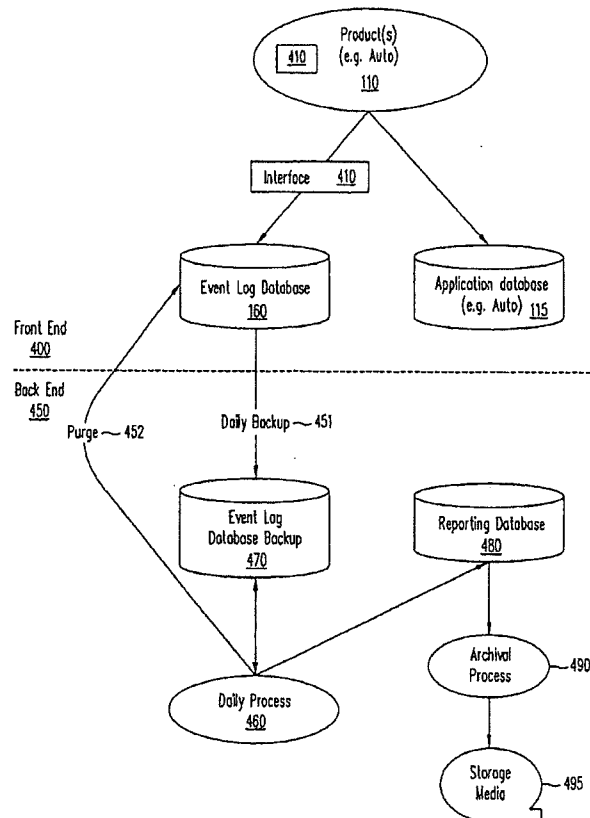 Product(s)
(e.g. Auto)
410
110
Interface 410
Event Log Database
160
Application database
(e.g. Auto) 115
Front End
400
Back End
450
Purge ~ 452
Daily Backup ~ 451
Event Log
Database Backup
470
Reporting Database
480
Daily Process
460
Archival
Process
490
Storage
Media
495